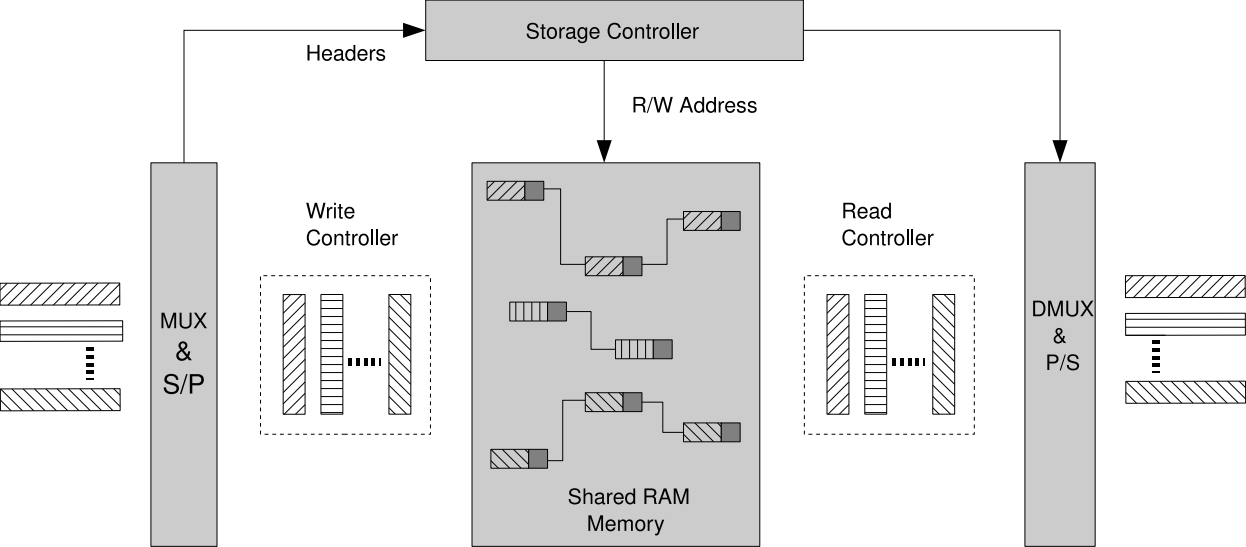 Storage Controller
Headers
R/W Address
Write
Controller
Read
Controller
MUX
&
S/P
DMUX
&
P/S
Shared RAM
Memory